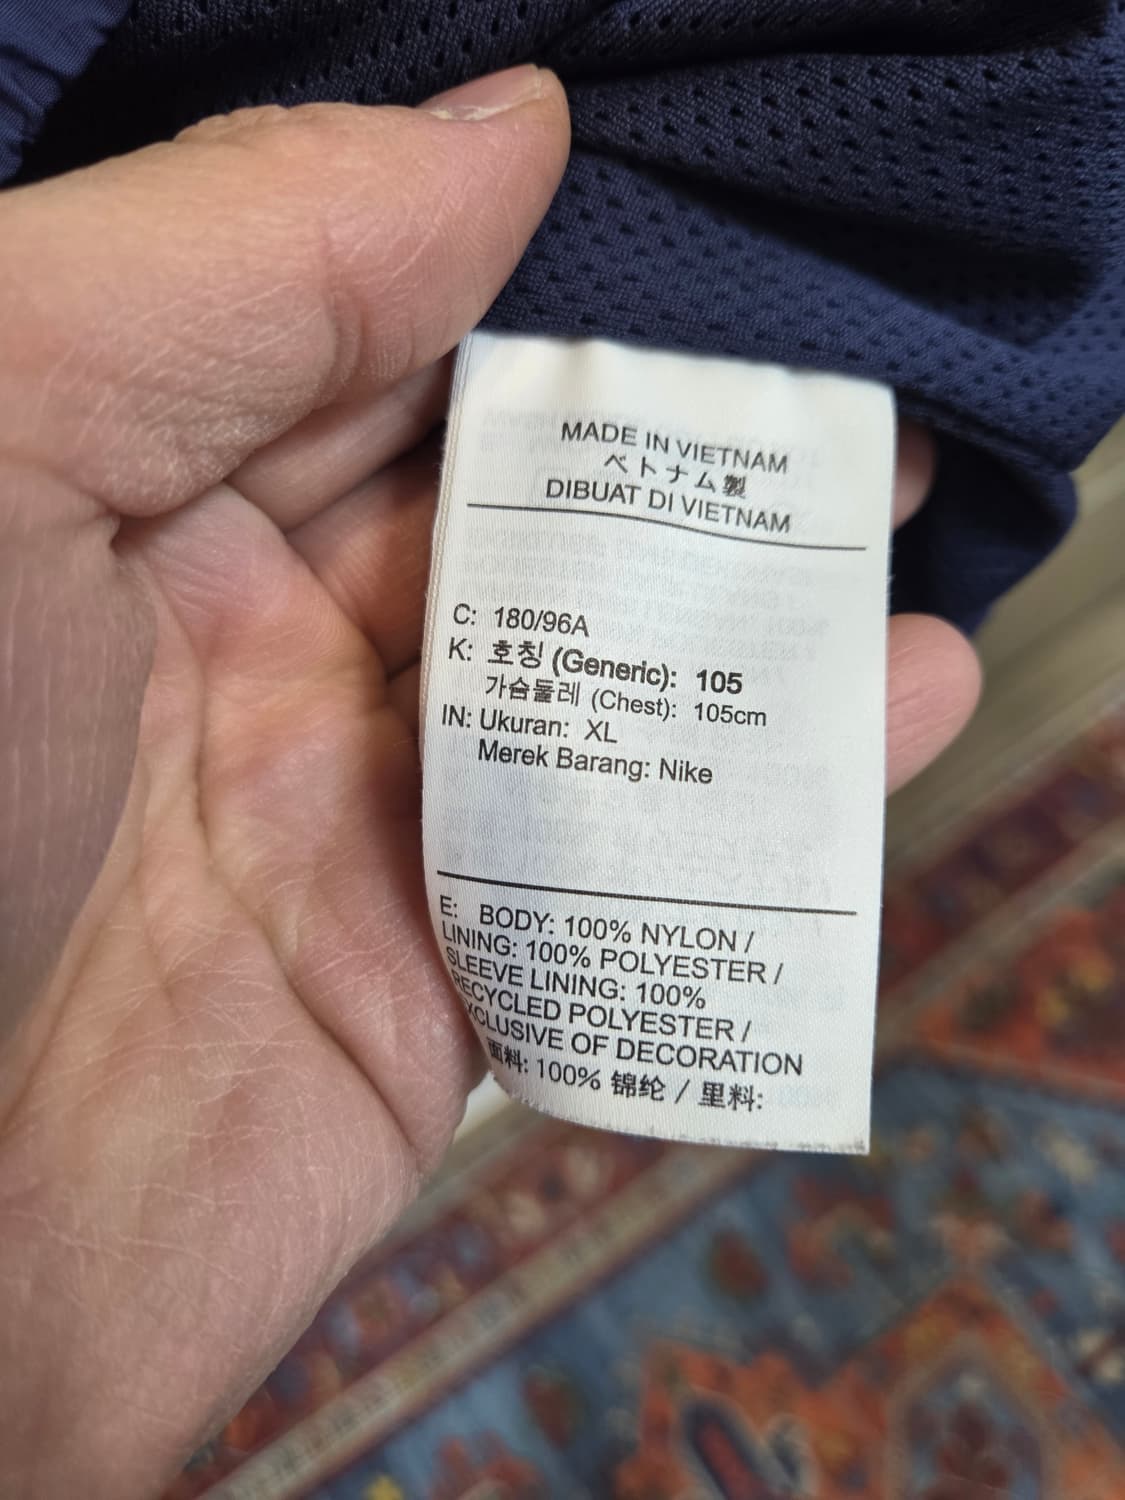 MADE IN VIETNAM
ベトナム製
DIBUAT DI VIETNAM
C: 180/96A
K: 호칭 (Generic): 105
가슴둘레 (Chest): 105cm
IN: Ukuran: XL
Merek Barang: Nike
E: BODY: 100% NYLON /
LINING: 100% POLYESTER /
SLEEVE LINING: 100%
RECYCLED POLYESTER /
EXCLUSIVE OF DECORATION
面料: 100% 锦纶 / 里料: